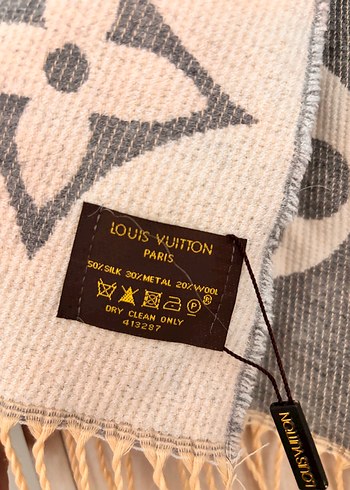 LOUIS VUITTON
PARIS
50%SILK 30%METAL 20%WOOL
P®
DRY CLEAN ONLY
413287
LOUIS VUITTON